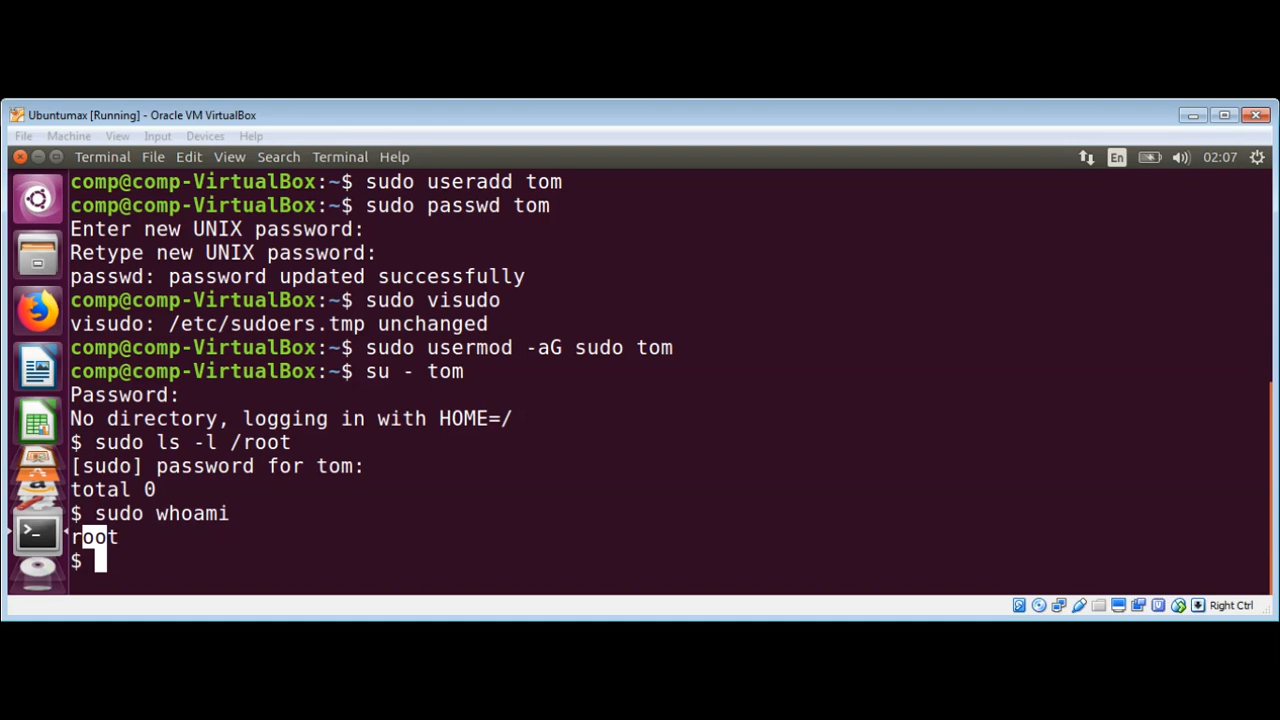 Ubuntumax [Running] - Oracle VM VirtualBox
File Machine View Input Devices Help
Terminal File Edit View Search Terminal Help En 02:07
comp@comp-VirtualBox:~$ sudo useradd tom
comp@comp-VirtualBox:~$ sudo passwd tom
Enter new UNIX password:
Retype new UNIX password:
passwd: password updated successfully
comp@comp-VirtualBox:~$ sudo visudo
visudo: /etc/sudoers.tmp unchanged
comp@comp-VirtualBox:~$ sudo usermod -aG sudo tom
comp@comp-VirtualBox:~$ su - tom
Password:
No directory, logging in with HOME=/
$ sudo ls -l /root
[sudo] password for tom:
total 0
$ sudo whoami
root
$
Right Ctrl